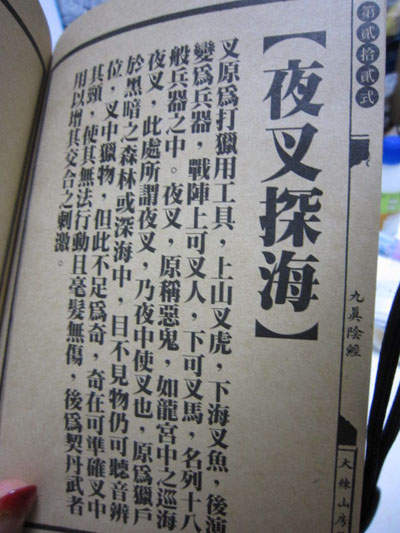 第貳拾貳式
九眞陰經
大練山房
【夜叉探海】
叉原爲打獵用工具，上山叉虎，下海叉魚，後演
變爲兵器，戰陣上可叉人，下可叉馬，名列十八
般兵器之中。夜叉，原稱惡鬼，如龍宮中之巡海
夜叉，此處所謂夜叉，乃夜中使叉也，原爲獵戶
於黑暗之森林或深海中，目不見物仍可聽音辨
位，叉中獵物，但此不足爲奇，奇在可準確叉中
其頸，使其無法行動且毫髮無傷，後爲契丹武者
用以增其交合之刺激。